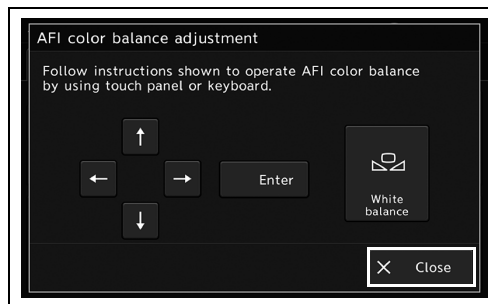 AFI color balance adjustment
Follow instructions shown to operate AFI color balance
by using touch panel or keyboard.
↑
← → Enter
↓
White
balance
× Close